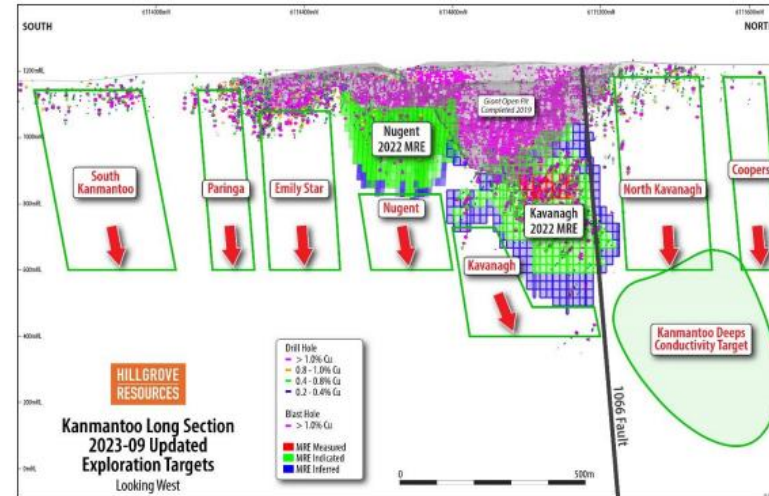 SOUTH
NORT
1200mRL
Giant Open Pit
Completed 2019
1000mRL
Nugent
2022 MRE
South
Kanmantoo
Paringa
Emily Star
Nugent
Kavanagh
2022 MRE
North Kavanagh
Coopers
800mRL
Kavanagh
600mRL
400mRL
Kanmantoo Deeps
Conductivity Target
1066 Fault
HILLGROVE
RESOURCES
Kanmantoo Long Section
2023-09 Updated
Exploration Targets
Looking West
200mRL
0mRL
Drill Hole
> 1.0% Cu
0.8 - 1.0% Cu
0.4 - 0.8% Cu
0.2 - 0.4% Cu
Blast Hole
> 1.0% Cu
MRE Measured
MRE Indicated
MRE Inferred
0
500m